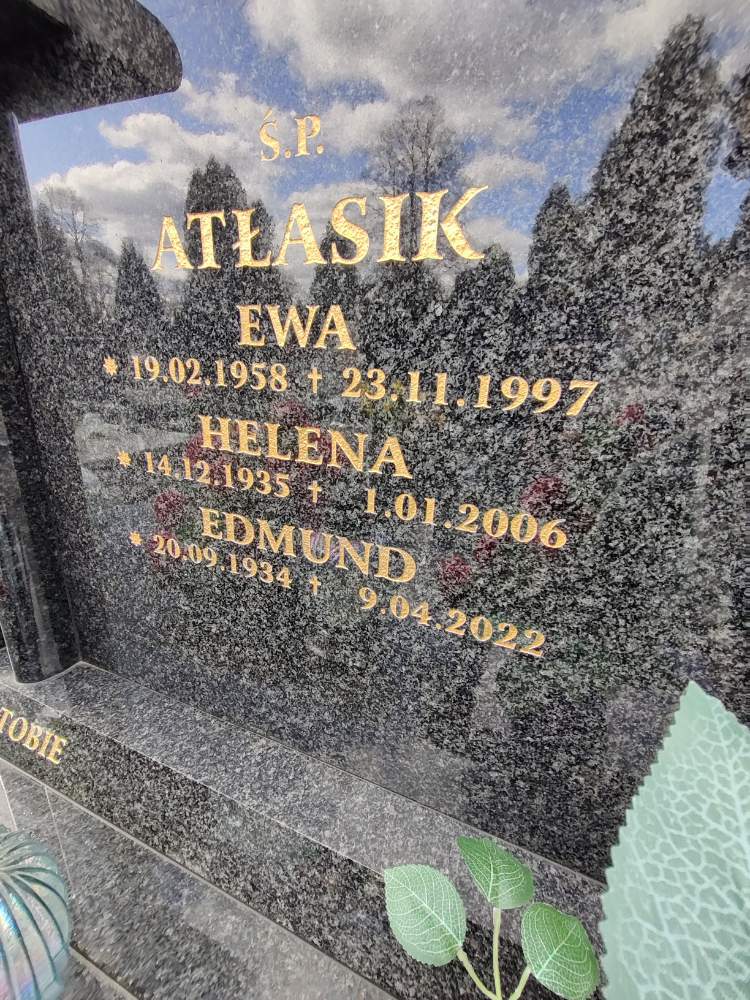 Ś.P.
ATŁASIK
EWA
* 19.02.1958 † 23.11.1997
HELENA
* 14.12.1935 † 1.01.2006
EDMUND
* 20.09.1934 † 9.04.2022
TOBIE